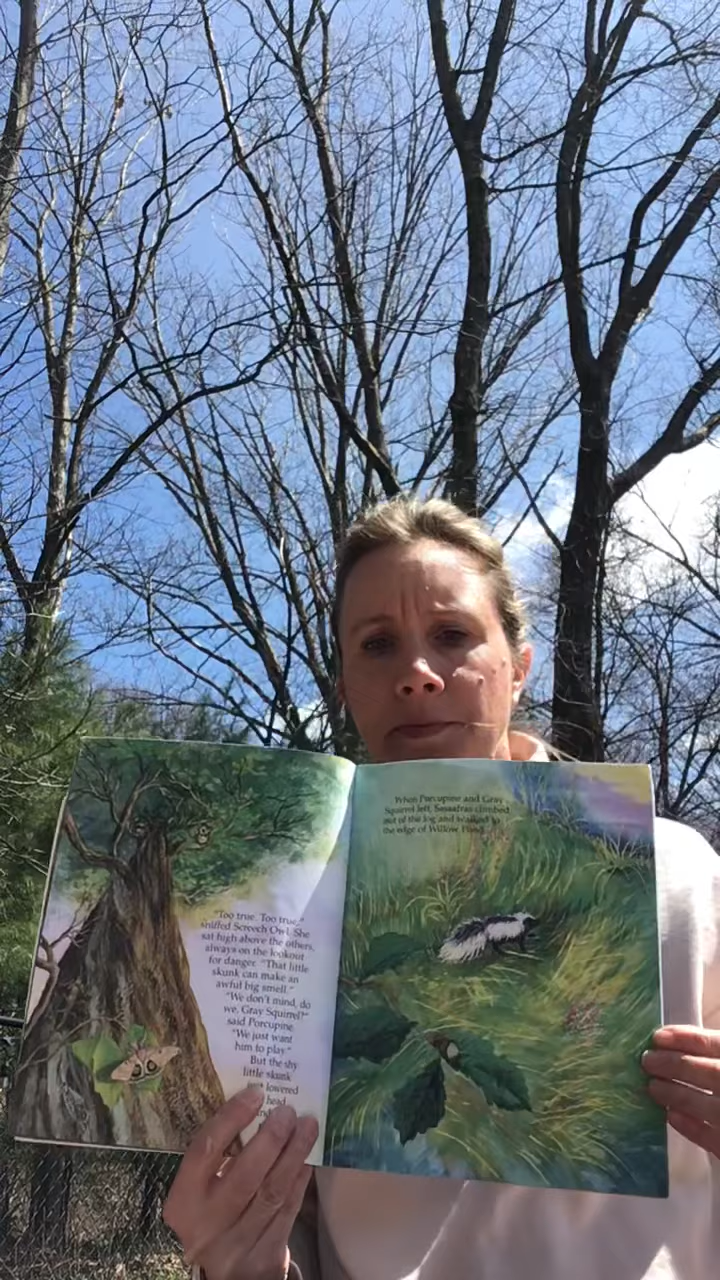 "Too true. Too true,"
sniffed Screech Owl. She
sat high above the others,
always on the lookout
for danger. "That little
skunk can make an
awful big smell."
"We don't mind, do
we, Gray Squirrel?"
said Porcupine.
"We just want
him to play."
But the shy
little skunk
just lowered
head
and
When Porcupine and Gray
Squirrel left, Sassafras climbed
out of the log and walked to
the edge of Willow Pond.